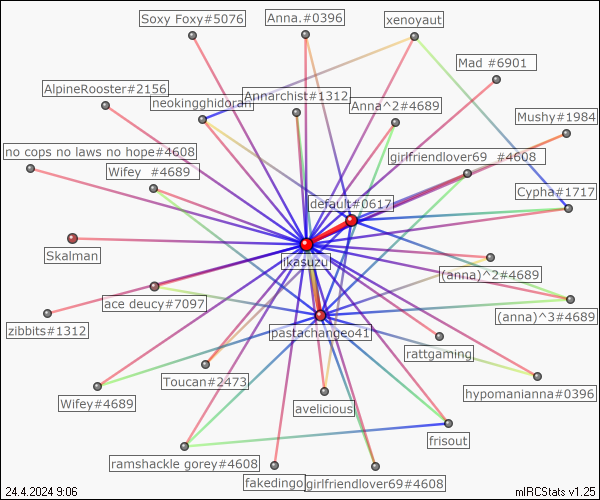 Soxy Foxy#5076
Anna.#0396
xenoyaut
Mad #6901
AlpineRooster#2156
neokingghidorah
Annarchist#1312
Anna^2#4689
Mushy#1984
no cops no laws no hope#4608
Wifey  #4689
girlfriendlover69  #4608
default#0617
Cypha#1717
Skalman
ikasuzu
(anna)^2#4689
ace deucy#7097
(anna)^3#4689
zibbits#1312
pastachangeo41
rattgaming
Toucan#2473
hypomanianna#0396
Wifey#4689
avelicious
frisout
ramshackle gorey#4608
fakedingo
girlfriendlover69#4608
24.4.2024 9:06
mIRCStats v1.25